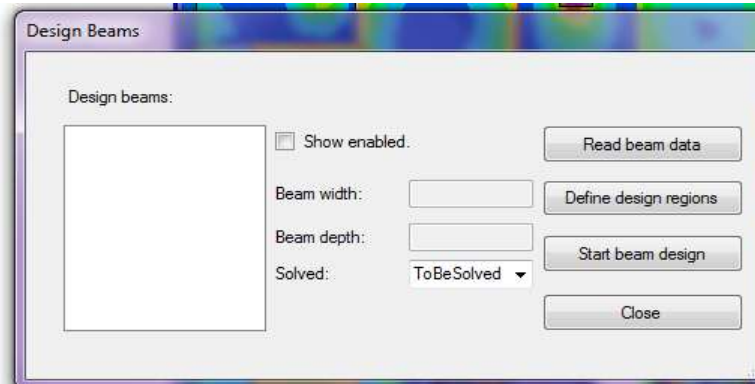 Design Beams
Design beams:
Show enabled.
Read beam data
Beam width:
Define design regions
Beam depth:
Start beam design
Solved:
ToBeSolved
Close